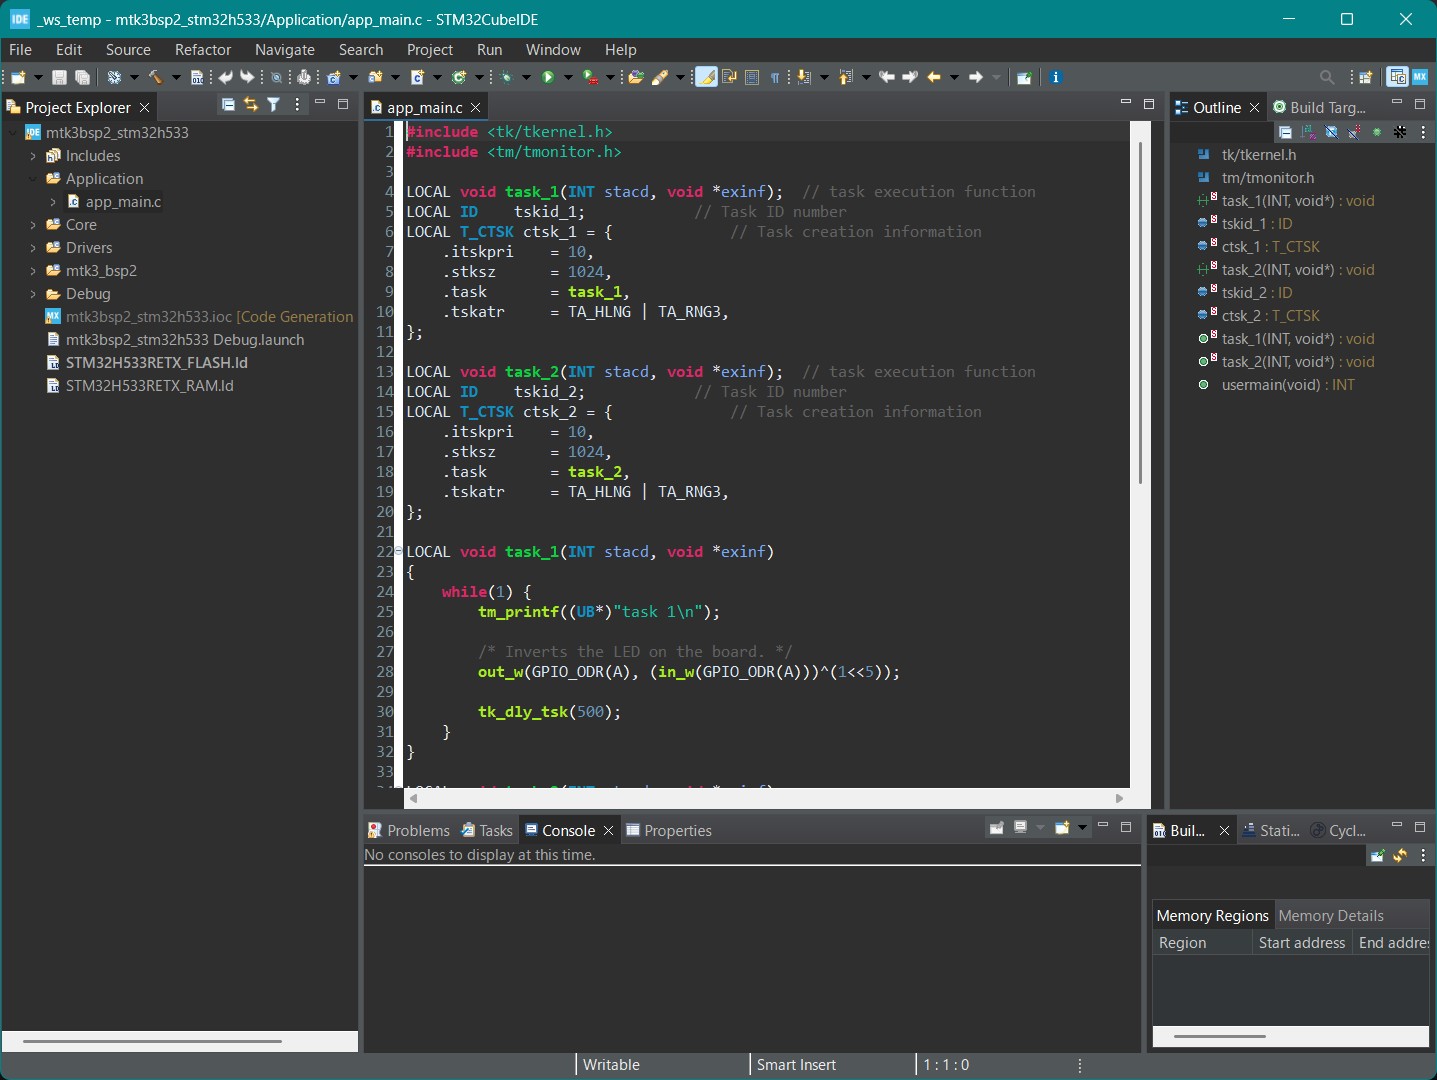 IDE _ws_temp - mtk3bsp2_stm32h533/Application/app_main.c - STM32CubeIDE
File Edit Source Refactor Navigate Search Project Run Window Help
Project Explorer
mtk3bsp2_stm32h533
Includes
Application
app_main.c
Core
Drivers
mtk3_bsp2
Debug
mtk3bsp2_stm32h533.ioc [Code Generation
mtk3bsp2_stm32h533 Debug.launch
STM32H533RETX_FLASH.ld
STM32H533RETX_RAM.ld
app_main.c
1 #include <tk/tkernel.h>
2 #include <tm/tmonitor.h>
3
4 LOCAL void task_1(INT stacd, void *exinf);  // task execution function
5 LOCAL ID    tskid_1;            // Task ID number
6 LOCAL T_CTSK ctsk_1 = {             // Task creation information
7     .itskpri    = 10,
8     .stksz      = 1024,
9     .task       = task_1,
10     .tskatr     = TA_HLNG | TA_RNG3,
11 };
12
13 LOCAL void task_2(INT stacd, void *exinf);  // task execution function
14 LOCAL ID    tskid_2;            // Task ID number
15 LOCAL T_CTSK ctsk_2 = {             // Task creation information
16     .itskpri    = 10,
17     .stksz      = 1024,
18     .task       = task_2,
19     .tskatr     = TA_HLNG | TA_RNG3,
20 };
21
22 LOCAL void task_1(INT stacd, void *exinf)
23 {
24     while(1) {
25         tm_printf((UB*)"task 1\n");
26
27         /* Inverts the LED on the board. */
28         out_w(GPIO_ODR(A), (in_w(GPIO_ODR(A)))^(1<<5));
29
30         tk_dly_tsk(500);
31     }
32 }
33
Outline Build Targ...
tk/tkernel.h
tm/tmonitor.h
task_1(INT, void*) : void
tskid_1 : ID
ctsk_1 : T_CTSK
task_2(INT, void*) : void
tskid_2 : ID
ctsk_2 : T_CTSK
task_1(INT, void*) : void
task_2(INT, void*) : void
usermain(void) : INT
Problems Tasks Console Properties
No consoles to display at this time.
Buil... Stati... Cycl...
Memory Regions Memory Details
Region Start address End addre
Writable Smart Insert 1 : 1 : 0